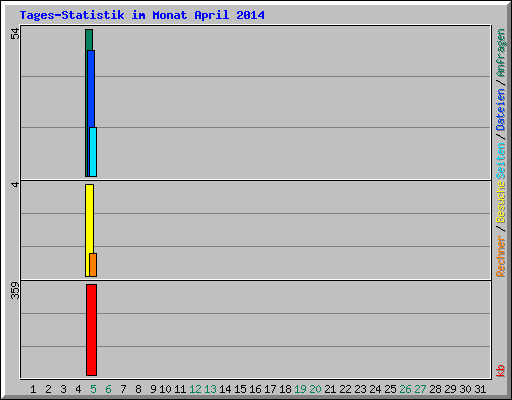 Tages-Statistik im Monat April 2014
54
4
359
Rechner / Besuche Seiten / Dateien / Anfragen
kb
1 2 3 4 5 6 7 8 9 10 11 12 13 14 15 16 17 18 19 20 21 22 23 24 25 26 27 28 29 30 31